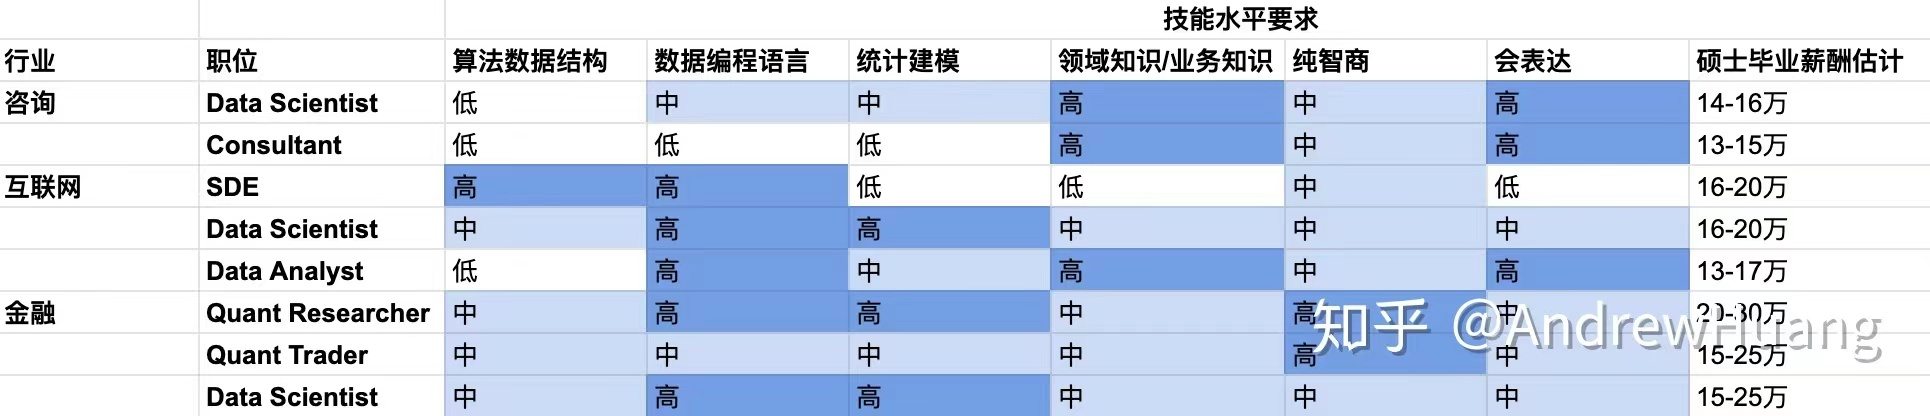 技能水平要求
行业 职位 算法数据结构 数据编程语言 统计建模 领域知识/业务知识 纯智商 会表达 硕士毕业薪酬估计
咨询 Data Scientist 低 中 中 高 中 高 14-16万
Consultant 低 低 低 高 中 高 13-15万
互联网 SDE 高 高 低 低 中 低 16-20万
Data Scientist 中 高 高 中 中 中 16-20万
Data Analyst 低 高 中 高 中 高 13-17万
金融 Quant Researcher 中 高 高 中 高 中 20-30万
Quant Trader 中 中 中 中 高 中 15-25万
Data Scientist 中 高 高 中 中 中 15-25万
知乎 @AndrewHuang